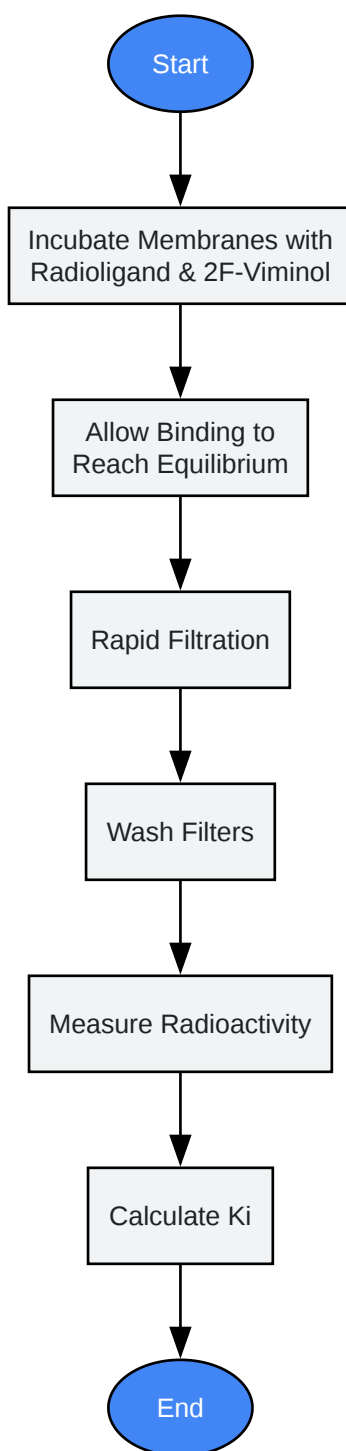 Start
Incubate Membranes with
Radioligand & 2F-Viminol
Allow Binding to
Reach Equilibrium
Rapid Filtration
Wash Filters
Measure Radioactivity
Calculate Ki
End